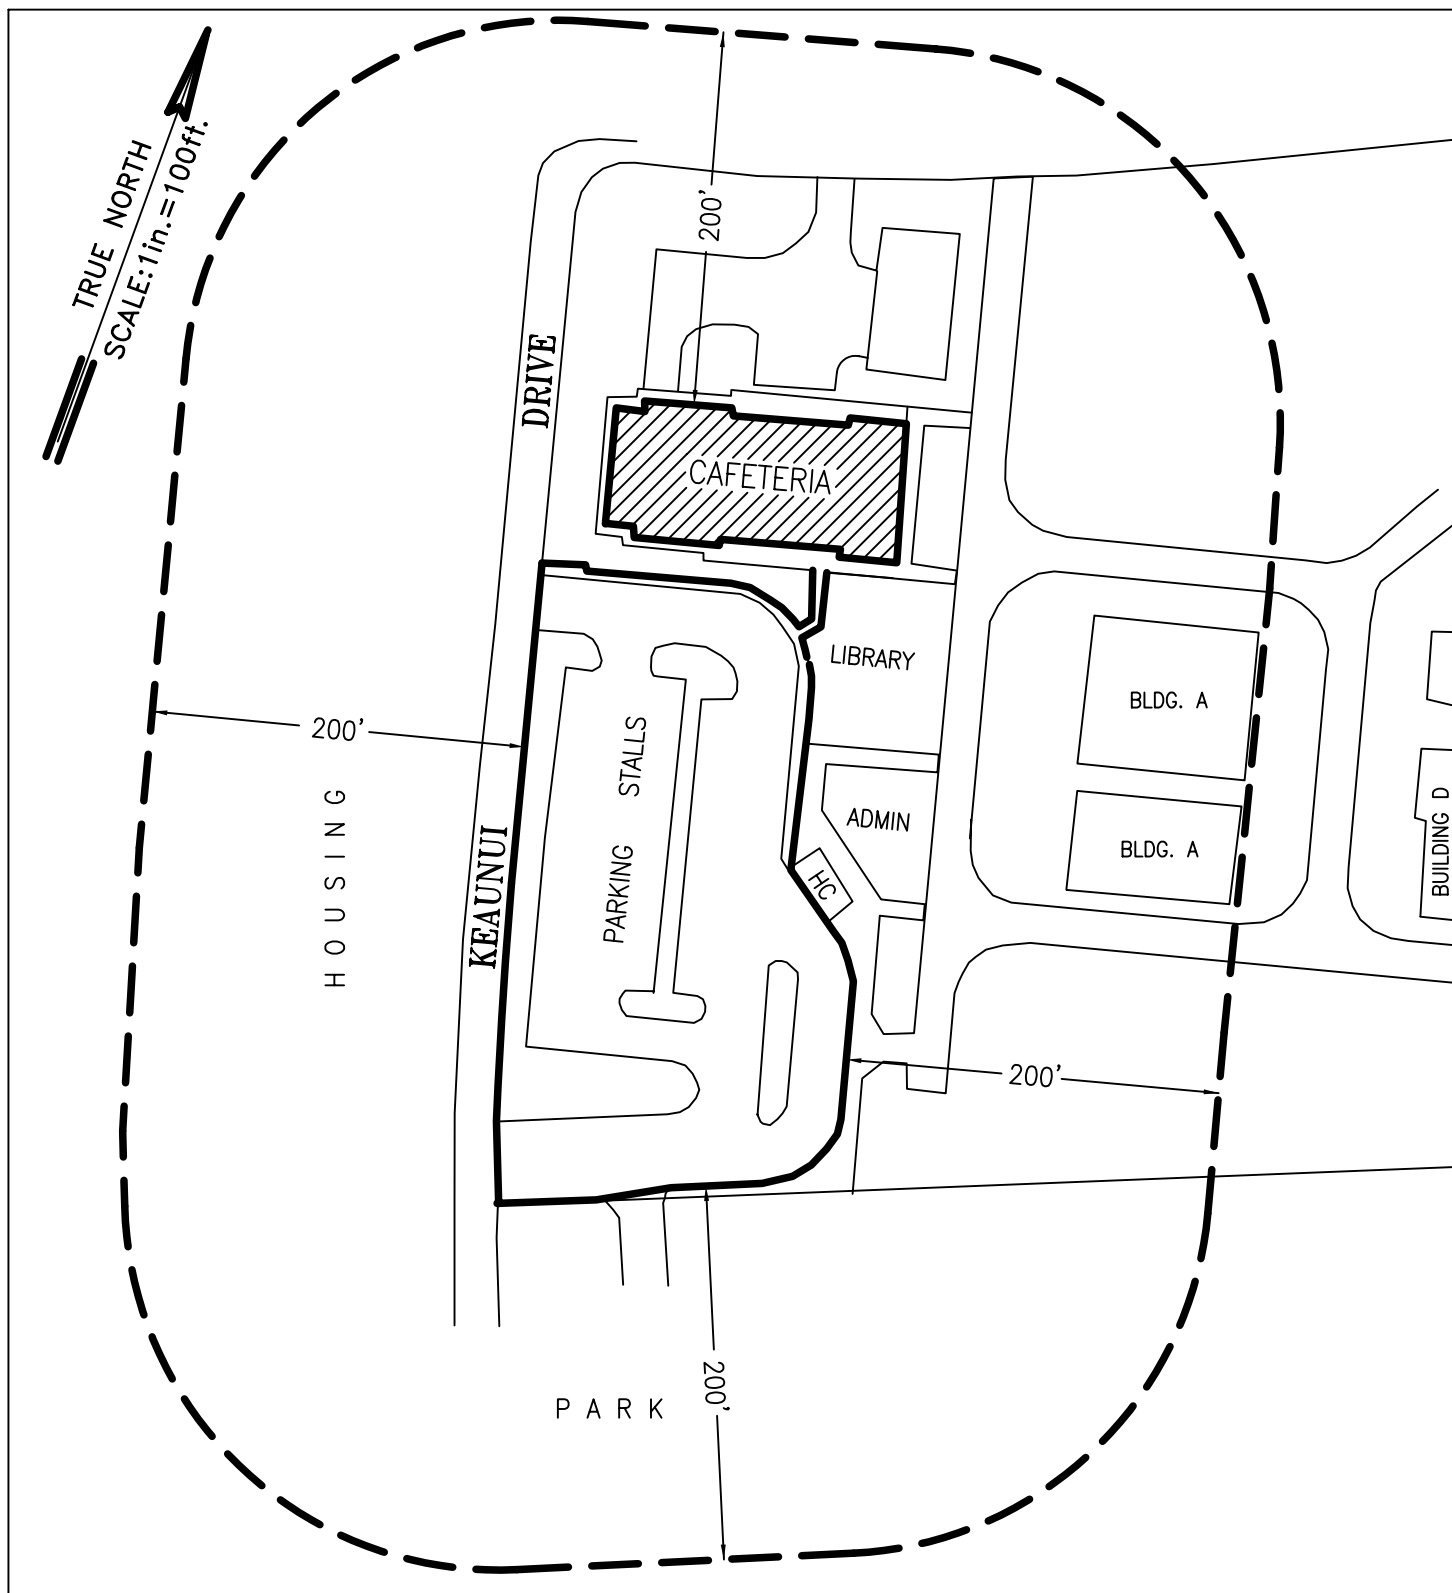 TRUE NORTH
SCALE:1in.=100ft.
200'
DRIVE
CAFETERIA
LIBRARY
BLDG. A
200'
STALLS
PARKING
HOUSING
KEAUNUI
ADMIN
BLDG. A
BUILDING D
HC
200'
200'
PARK